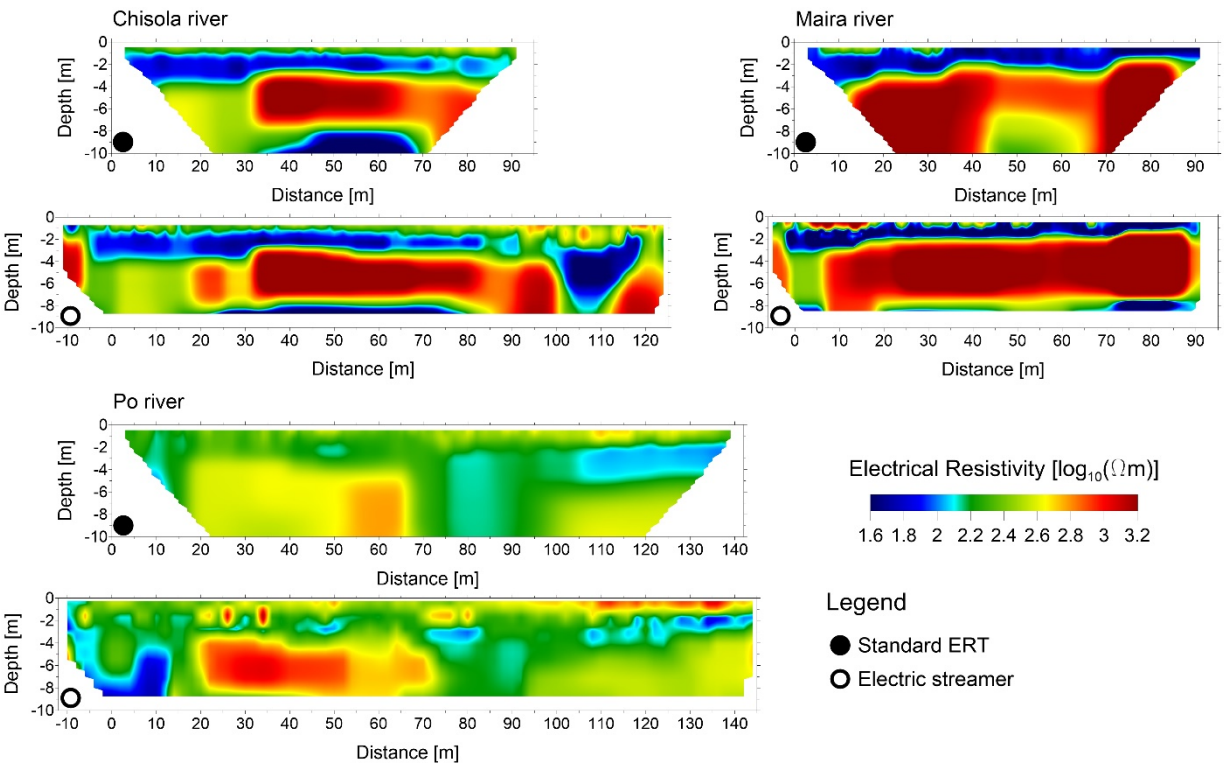 Chisola river
Maira river
0
-2
-4
-6
-8
-10
Depth [m]
0 10 20 30 40 50 60 70 80 90
Distance [m]
0
-2
-4
-6
-8
-10
Depth [m]
0 10 20 30 40 50 60 70 80 90
Distance [m]
0
-2
-4
-6
-8
-10
Depth [m]
-10 0 10 20 30 40 50 60 70 80 90 100 110 120
Distance [m]
0
-2
-4
-6
-8
-10
Depth [m]
0 10 20 30 40 50 60 70 80 90
Distance [m]
Po river
0
-2
-4
-6
-8
-10
Depth [m]
0 10 20 30 40 50 60 70 80 90 100 110 120 130 140
Distance [m]
Electrical Resistivity [log10(Ωm)]
1.6 1.8 2 2.2 2.4 2.6 2.8 3 3.2
0
-2
-4
-6
-8
-10
Depth [m]
-10 0 10 20 30 40 50 60 70 80 90 100 110 120 130 140
Distance [m]
Legend
Standard ERT
Electric streamer